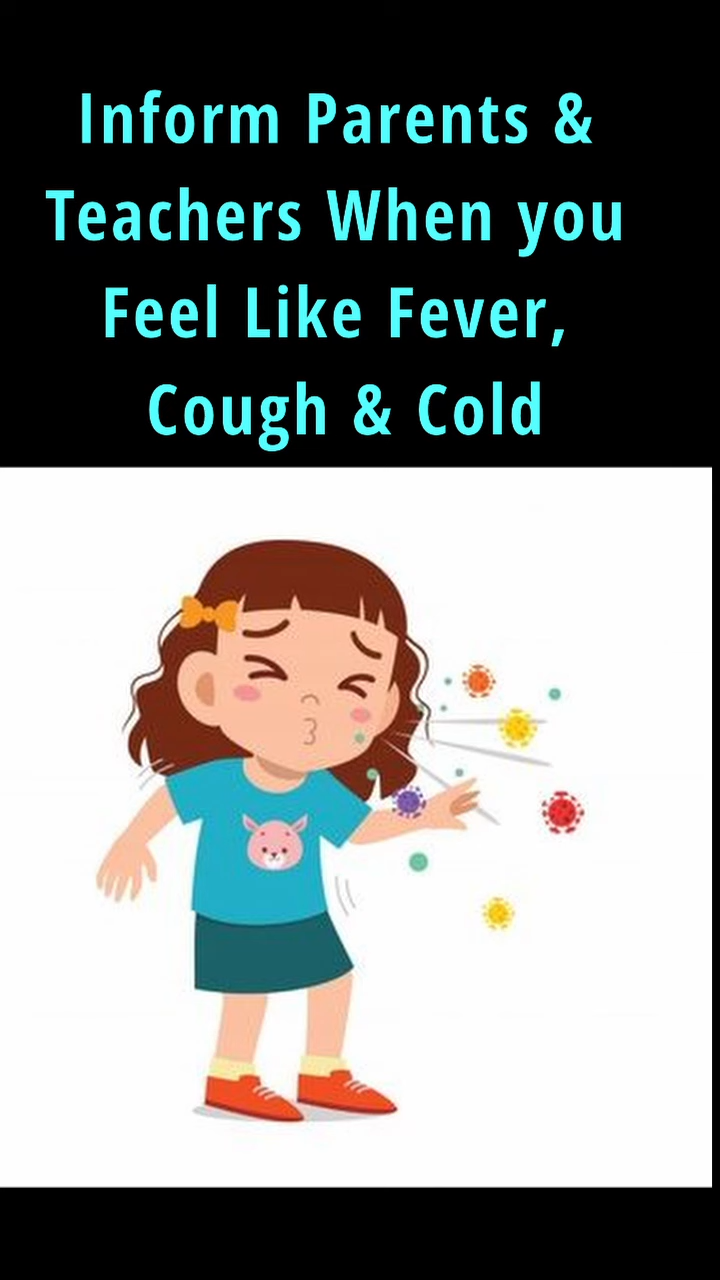 Inform Parents &
Teachers When you
Feel Like Fever,
Cough & Cold